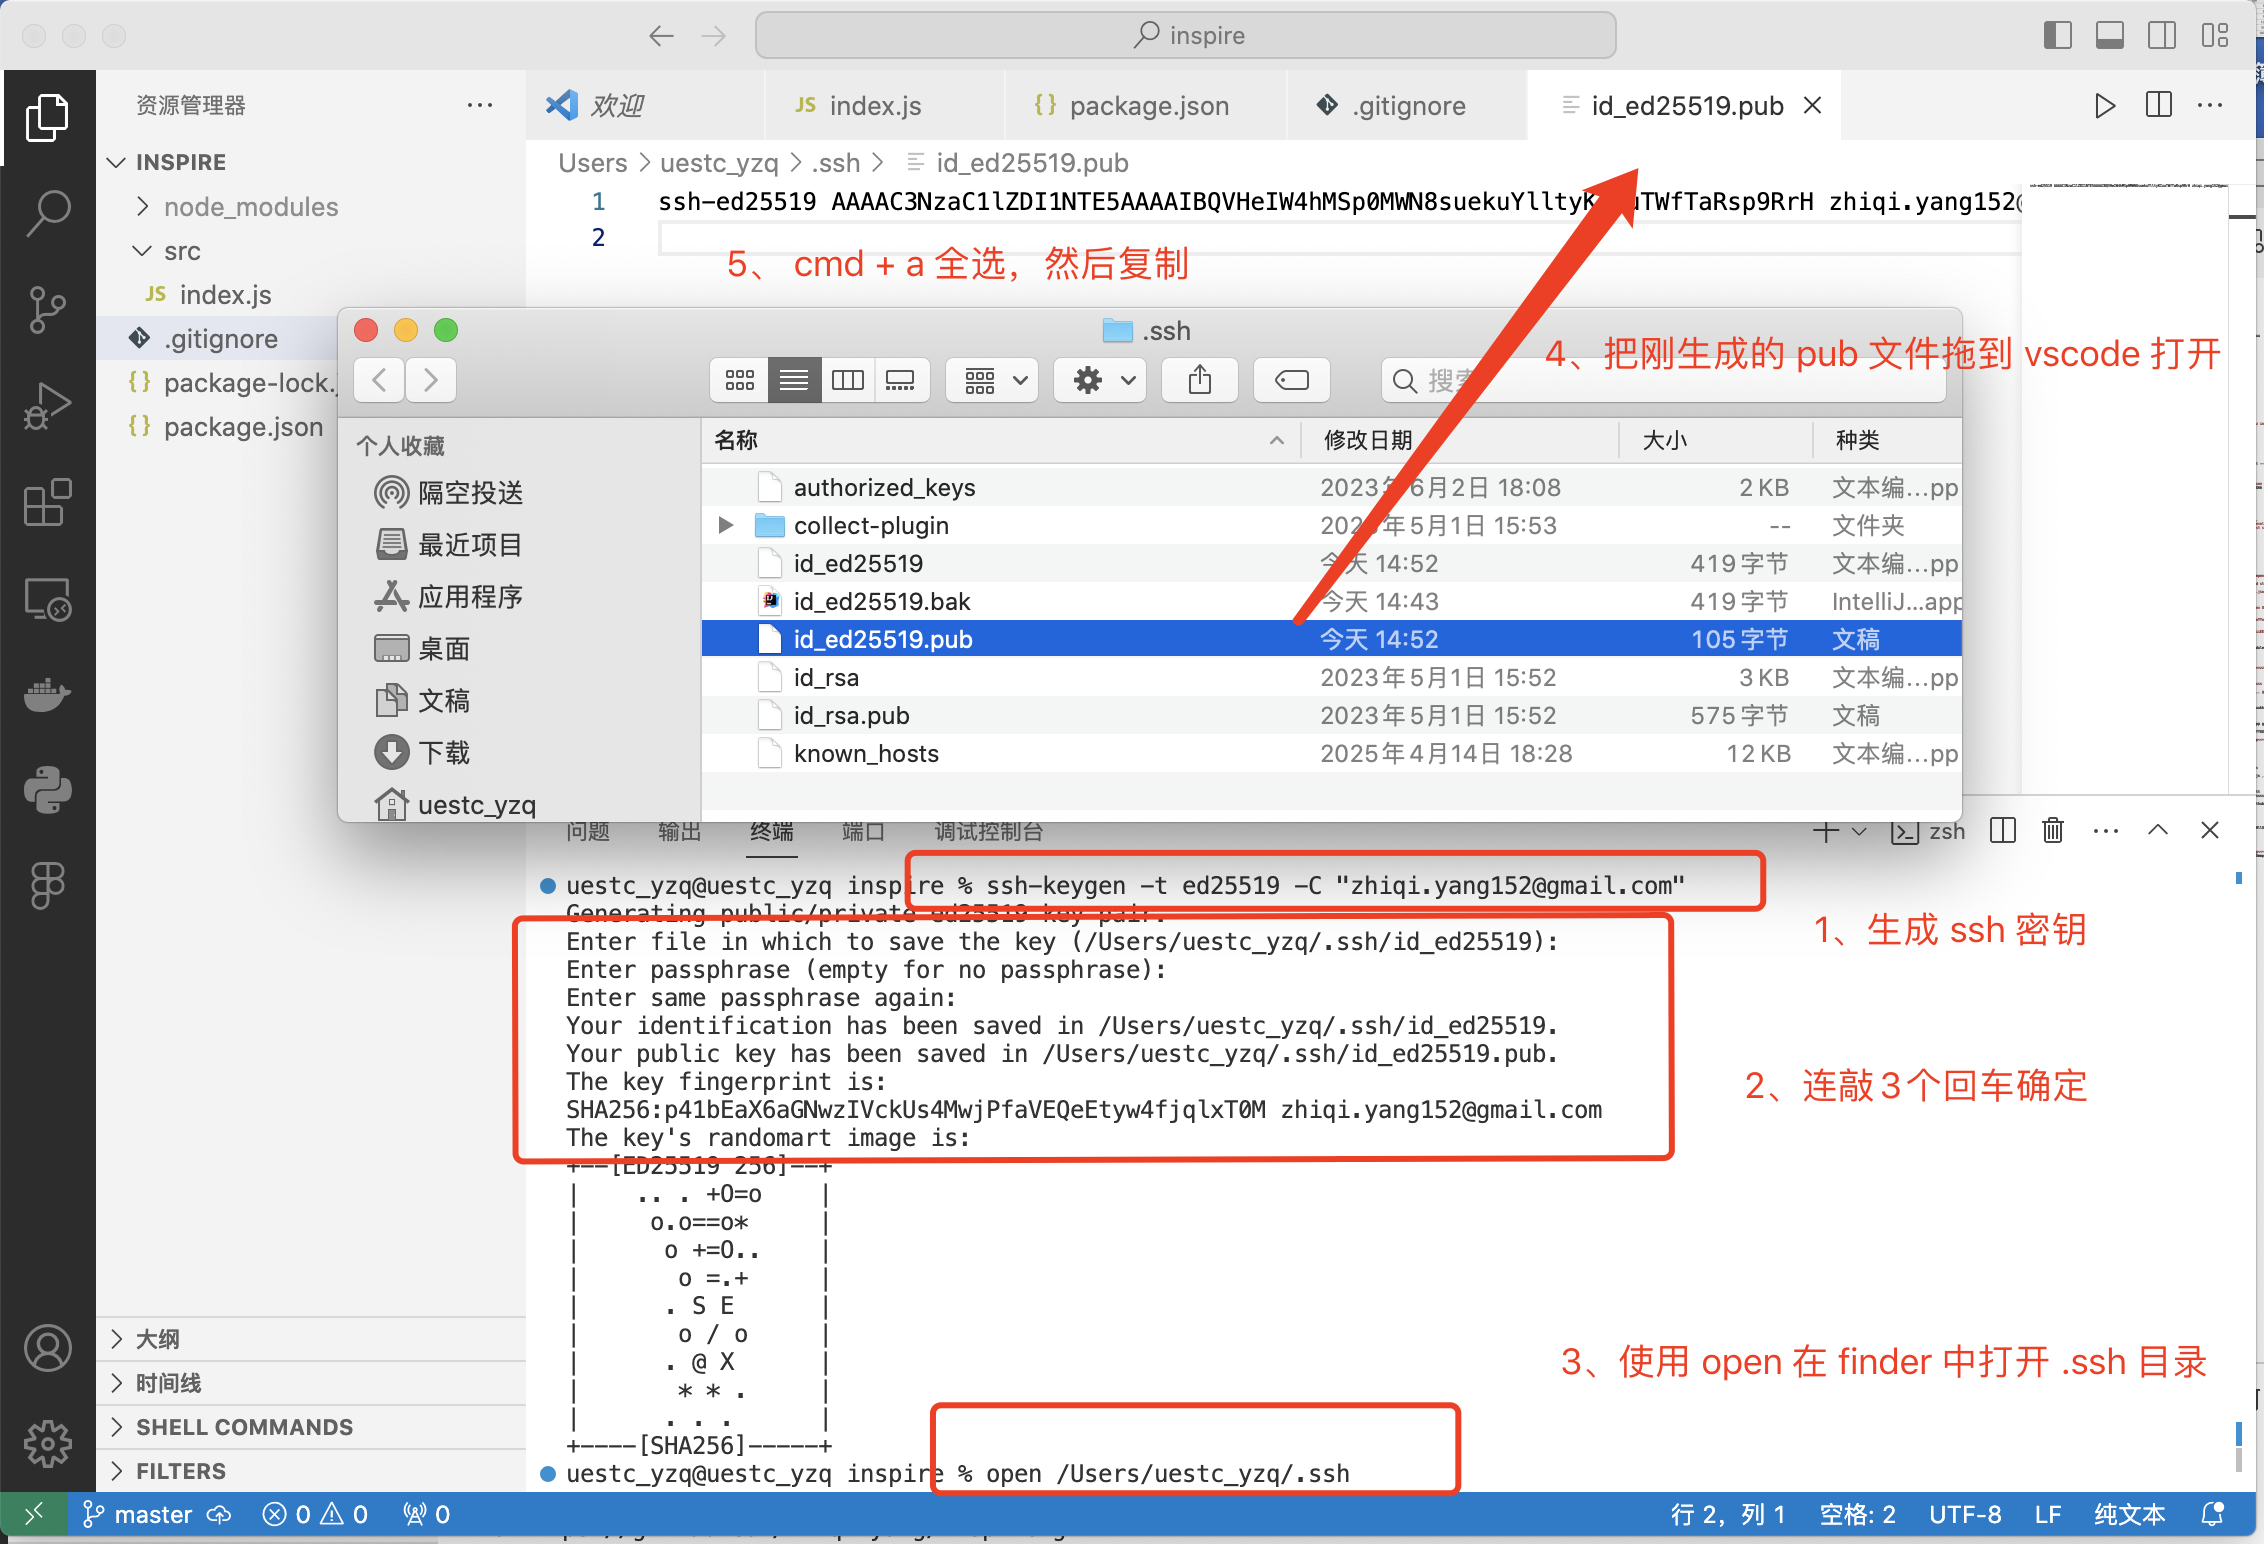 inspire
资源管理器
欢迎
JS index.js
{} package.json
.gitignore
id_ed25519.pub
INSPIRE
node_modules
src
JS index.js
.gitignore
{} package-lock.
{} package.json
Users > uestc_yzq > .ssh > id_ed25519.pub
1 ssh-ed25519 AAAAC3NzaC1lZDI1NTE5AAAAIBQVHeIW4hMSp0MWN8suekuYlltyK uTWfTaRsp9RrH zhiqi.yang152@
2
5、 cmd + a 全选，然后复制
.ssh
4、把刚生成的 pub 文件拖到 vscode 打开
个人收藏
隔空投送
最近项目
应用程序
桌面
文稿
下载
uestc_yzq
名称 修改日期 大小 种类
authorized_keys 2023年6月2日 18:08 2 KB 文本编...pp
collect-plugin 年5月1日 15:53 -- 文件夹
id_ed25519 今天 14:52 419 字节 文本编...pp
id_ed25519.bak 今天 14:43 419 字节 IntelliJ...app
id_ed25519.pub 今天 14:52 105 字节 文稿
id_rsa 2023年5月1日 15:52 3 KB 文本编...pp
id_rsa.pub 2023年5月1日 15:52 575 字节 文稿
known_hosts 2025年4月14日 18:28 12 KB 文本编...pp
问题 输出 终端 端口 调试控制台
zsh
uestc_yzq@uestc_yzq inspire % ssh-keygen -t ed25519 -C "zhiqi.yang152@gmail.com"
Generating public/private ed25519 key pair.
Enter file in which to save the key (/Users/uestc_yzq/.ssh/id_ed25519):
Enter passphrase (empty for no passphrase):
Enter same passphrase again:
Your identification has been saved in /Users/uestc_yzq/.ssh/id_ed25519.
Your public key has been saved in /Users/uestc_yzq/.ssh/id_ed25519.pub.
The key fingerprint is:
SHA256:p41bEaX6aGNwzIVckUs4MwjPfaVEQeEtyw4fjqlxT0M zhiqi.yang152@gmail.com
The key's randomart image is:
+--[ED25519 256]--+
|    .. . +O=o    |
|     o.o==o*     |
|      o +=O..    |
|       o =.+     |
|      . S E      |
|       o / o     |
|      . @ X      |
|       * * .     |
|      . . .      |
+----[SHA256]-----+
uestc_yzq@uestc_yzq inspire % open /Users/uestc_yzq/.ssh
1、生成 ssh 密钥
2、连敲3个回车确定
3、使用 open 在 finder 中打开 .ssh 目录
大纲
时间线
SHELL COMMANDS
FILTERS
master 0 0 0
行 2，列 1 空格: 2 UTF-8 LF 纯文本